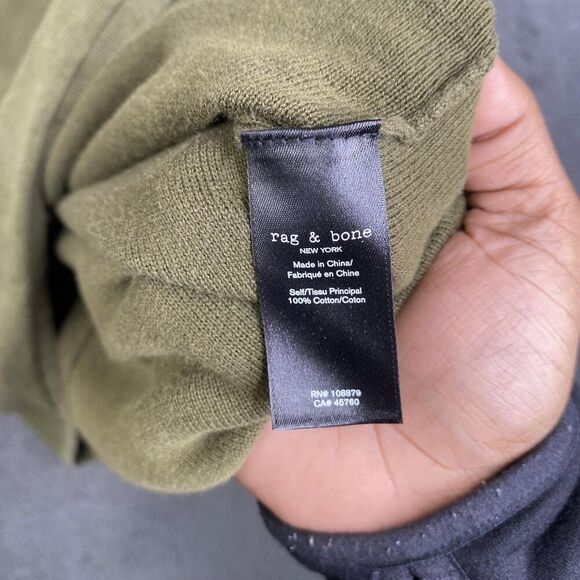 rag & bone
NEW YORK
Made in China/
Fabriqué en Chine
Self/Tissu Principal
100% Cotton/Coton
RN# 108879
CA# 45760